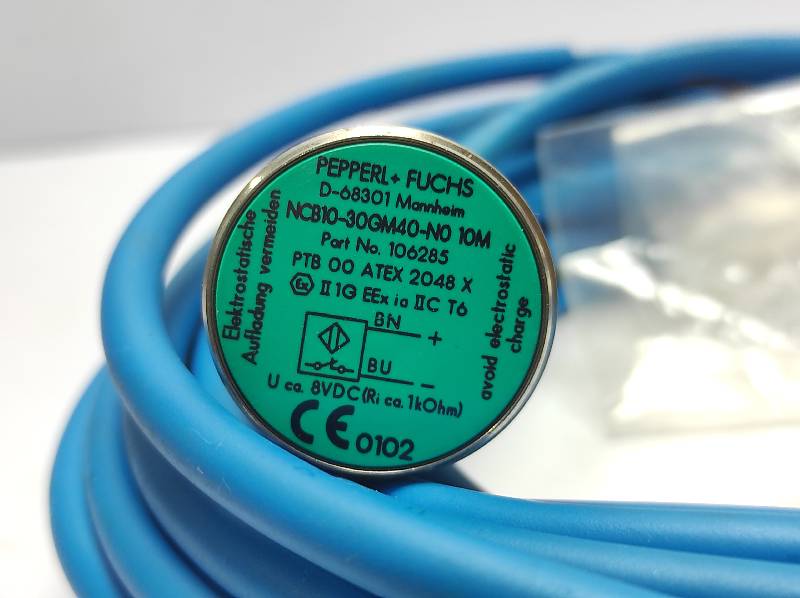 PEPPERL+ FUCHS
D-68301 Mannheim
NCB10-30GM40-N0 10M
Part No. 106285
PTB 00 ATEX 2048 X
Ex II 1G EEx ia IIC T6
BN +
BU -
U ca. 8VDC (Ri ca. 1kOhm)
CE 0102
Elektrostatische
Aufladung vermeiden
avoid electrostatic
charge